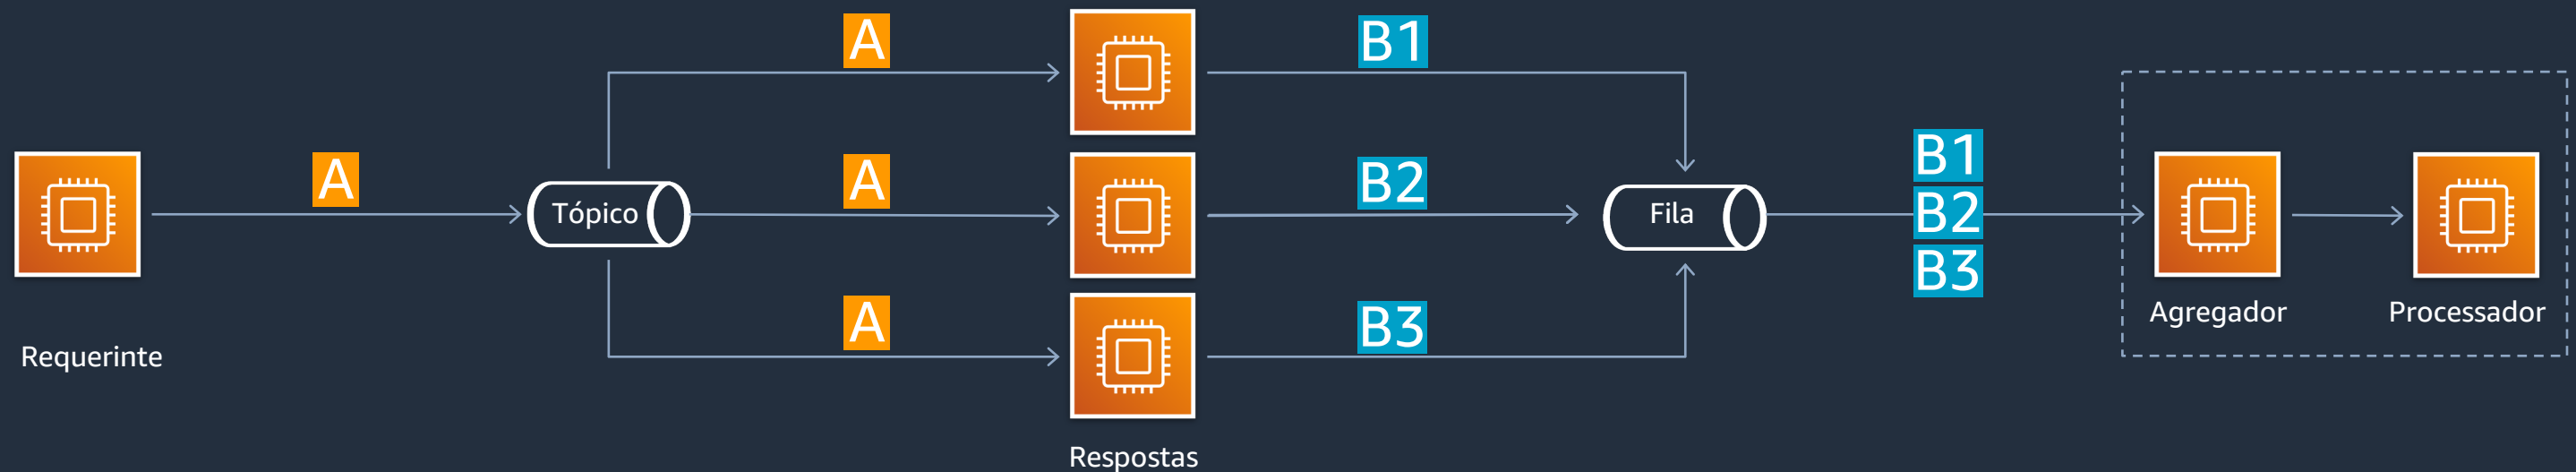 A
B1
A
A
B2
B1
B2
B3
Tópico
Fila
A
B3
Agregador
Processador
Requerinte
Respostas